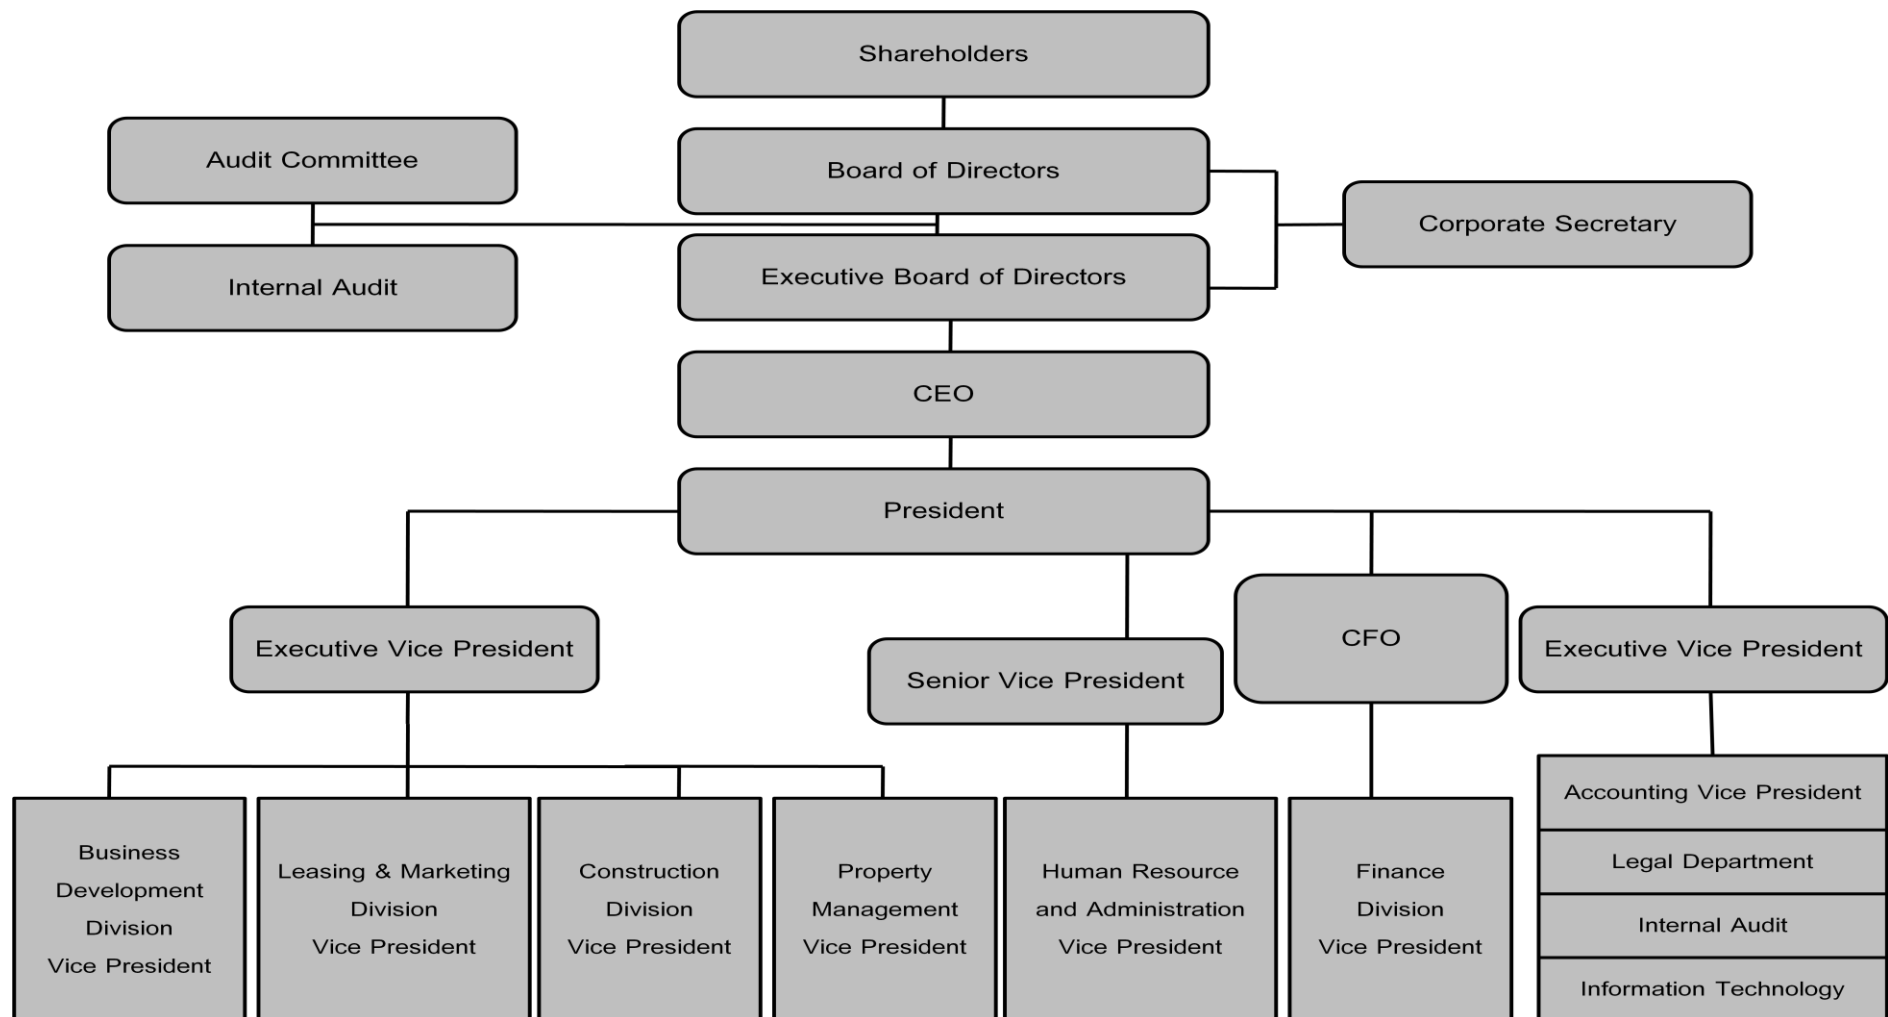 Shareholders
Audit Committee
Board of Directors
Corporate Secretary
Internal Audit
Executive Board of Directors
CEO
President
Executive Vice President
Senior Vice President
CFO
Executive Vice President
Business
Development
Division
Vice President
Leasing & Marketing
Division
Vice President
Construction
Division
Vice President
Property
Management
Vice President
Human Resource
and Administration
Vice President
Finance
Division
Vice President
Accounting Vice President
Legal Department
Internal Audit
Information Technology